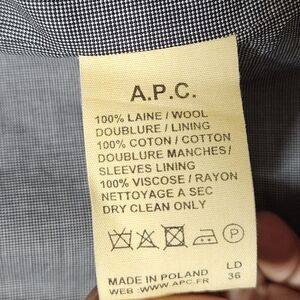 A.P.C.
100% LAINE / WOOL
DOUBLURE / LINING
100% COTON / COTTON
DOUBLURE MANCHES /
SLEEVES LINING
100% VISCOSE / RAYON
NETTOYAGE A SEC
DRY CLEAN ONLY
P
MADE IN POLAND LD
WEB : WWW.APC.FR 36